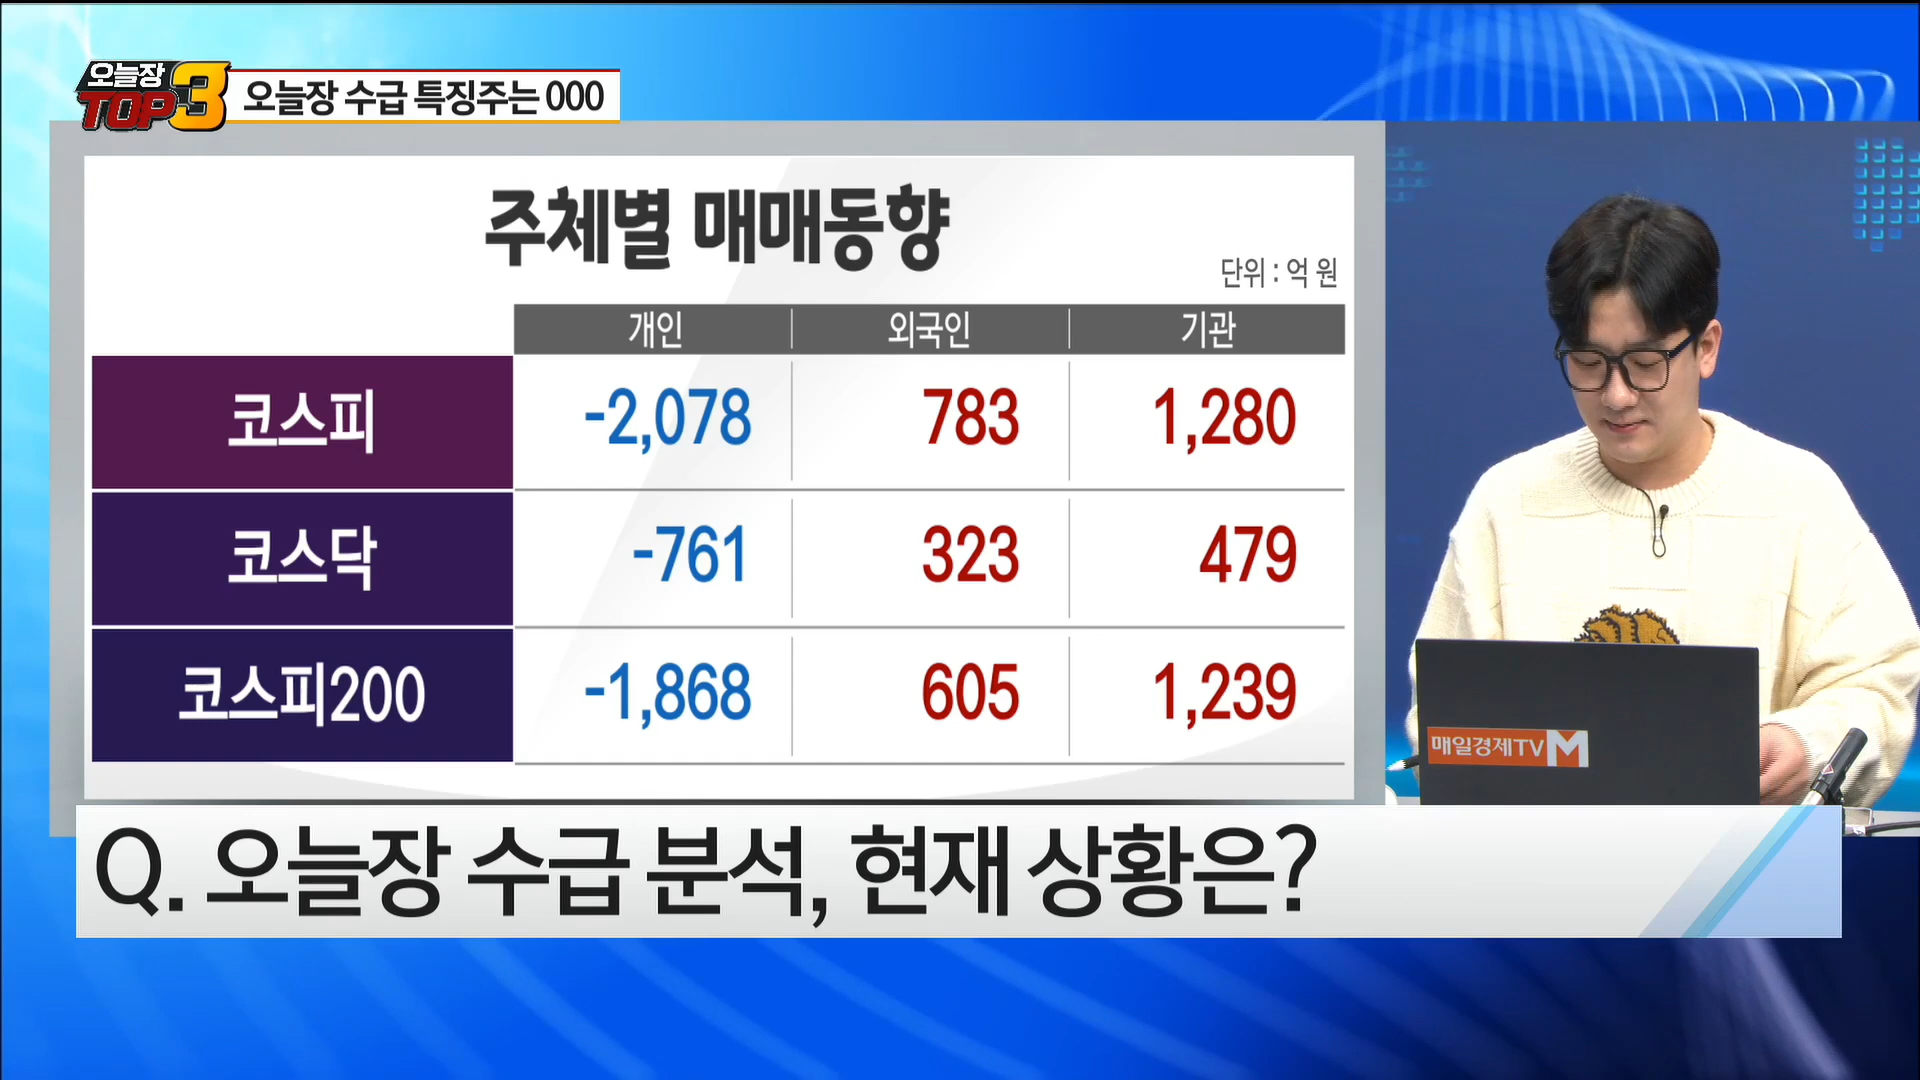 오늘장
TOP3
오늘장 수급 특징주는 000
주체별 매매동향
단위 : 억 원
개인 외국인 기관
코스피 -2,078 783 1,280
코스닥 -761 323 479
코스피200 -1,868 605 1,239
매일경제TV M
Q. 오늘장 수급 분석, 현재 상황은?